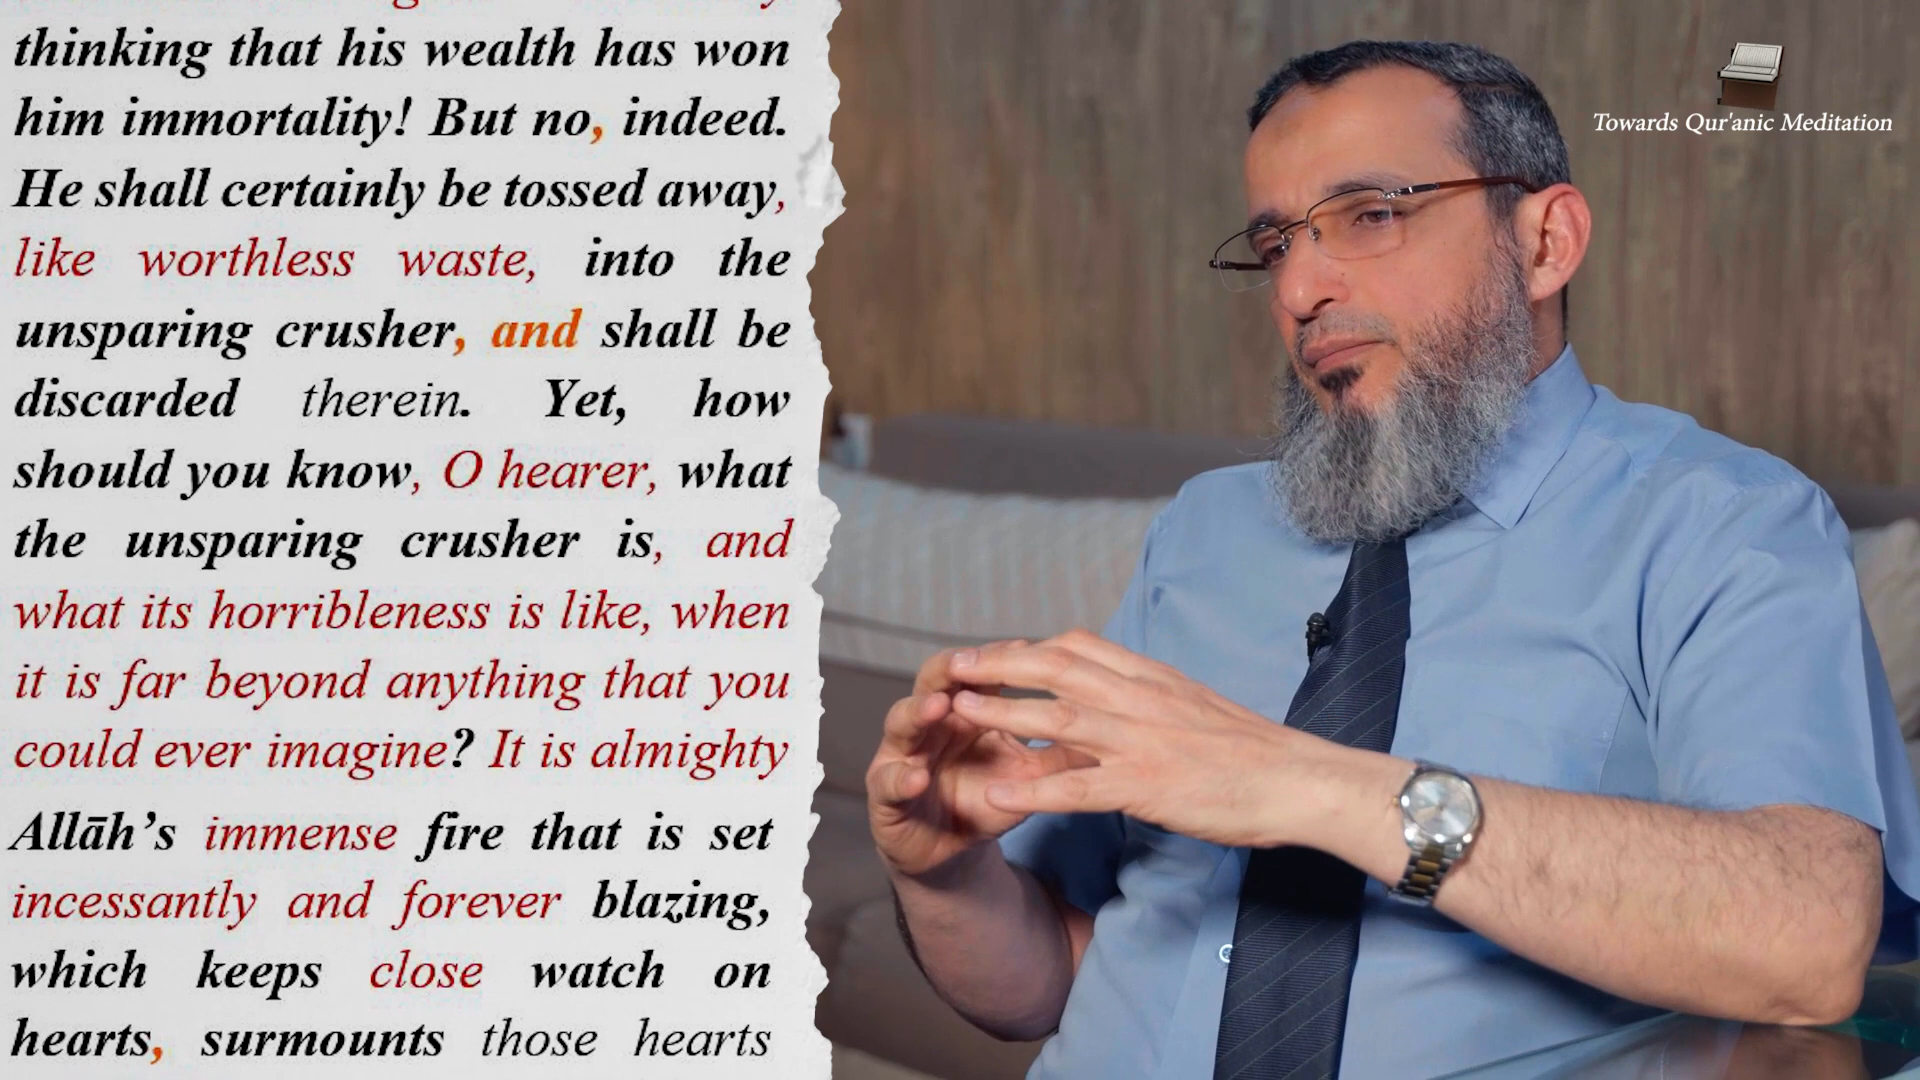 thinking that his wealth has won
him immortality! But no, indeed.
He shall certainly be tossed away,
like worthless waste, into the
unsparing crusher, and shall be
discarded therein. Yet, how
should you know, O hearer, what
the unsparing crusher is, and
what its horribleness is like, when
it is far beyond anything that you
could ever imagine? It is almighty
Allāh’s immense fire that is set
incessantly and forever blazing,
which keeps close watch on
hearts, surmounts those hearts
Towards Qur'anic Meditation